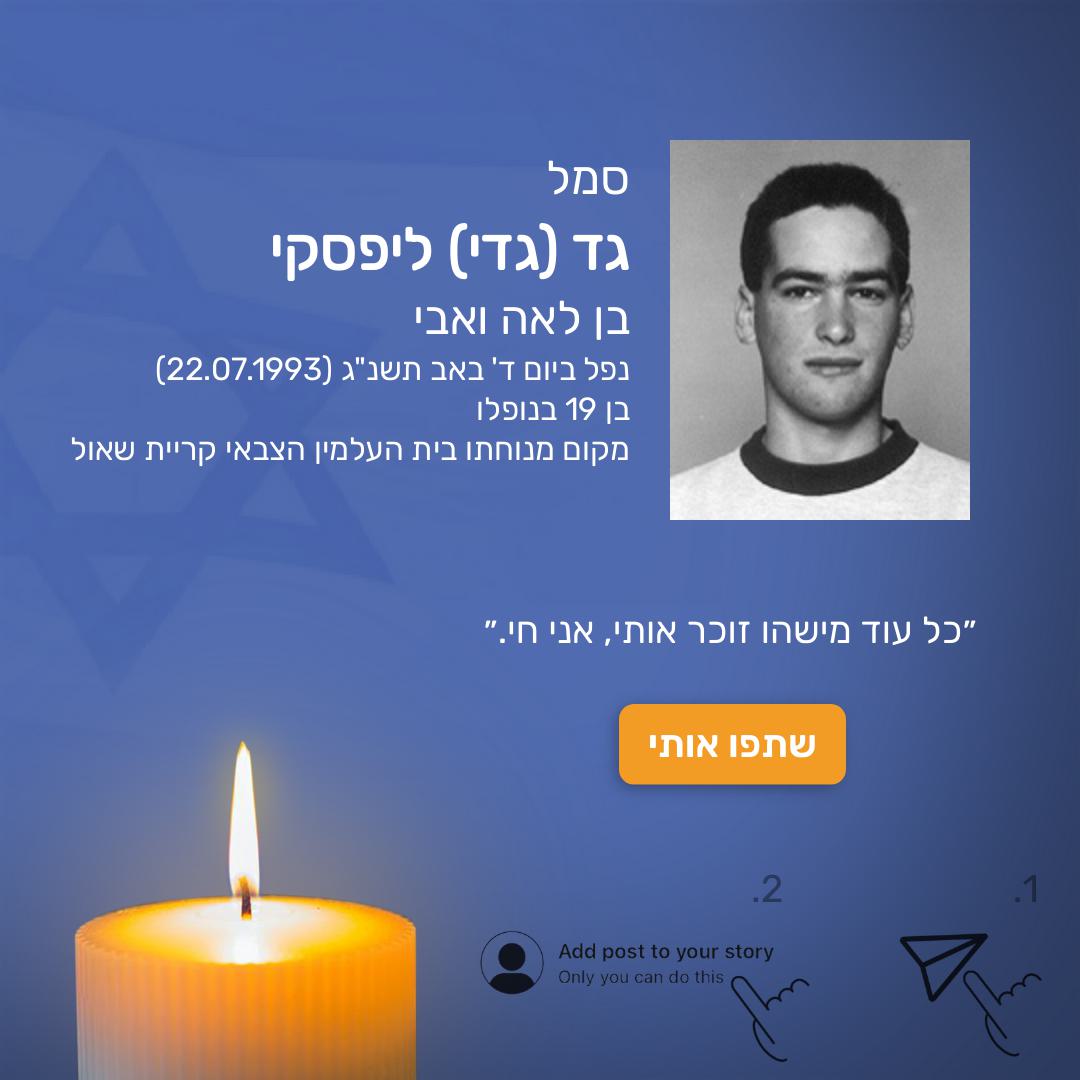 סמל
גד (גדי) ליפסקי
בן לאה ואבי
נפל ביום ד' באב תשנ"ג (22.07.1993)
בן 19 בנופלו
מקום מנוחתו בית העלמין הצבאי קריית שאול
״כל עוד מישהו זוכר אותי, אני חי.״
שתפו אותי
.1
.2
Add post to your story
Only you can do this